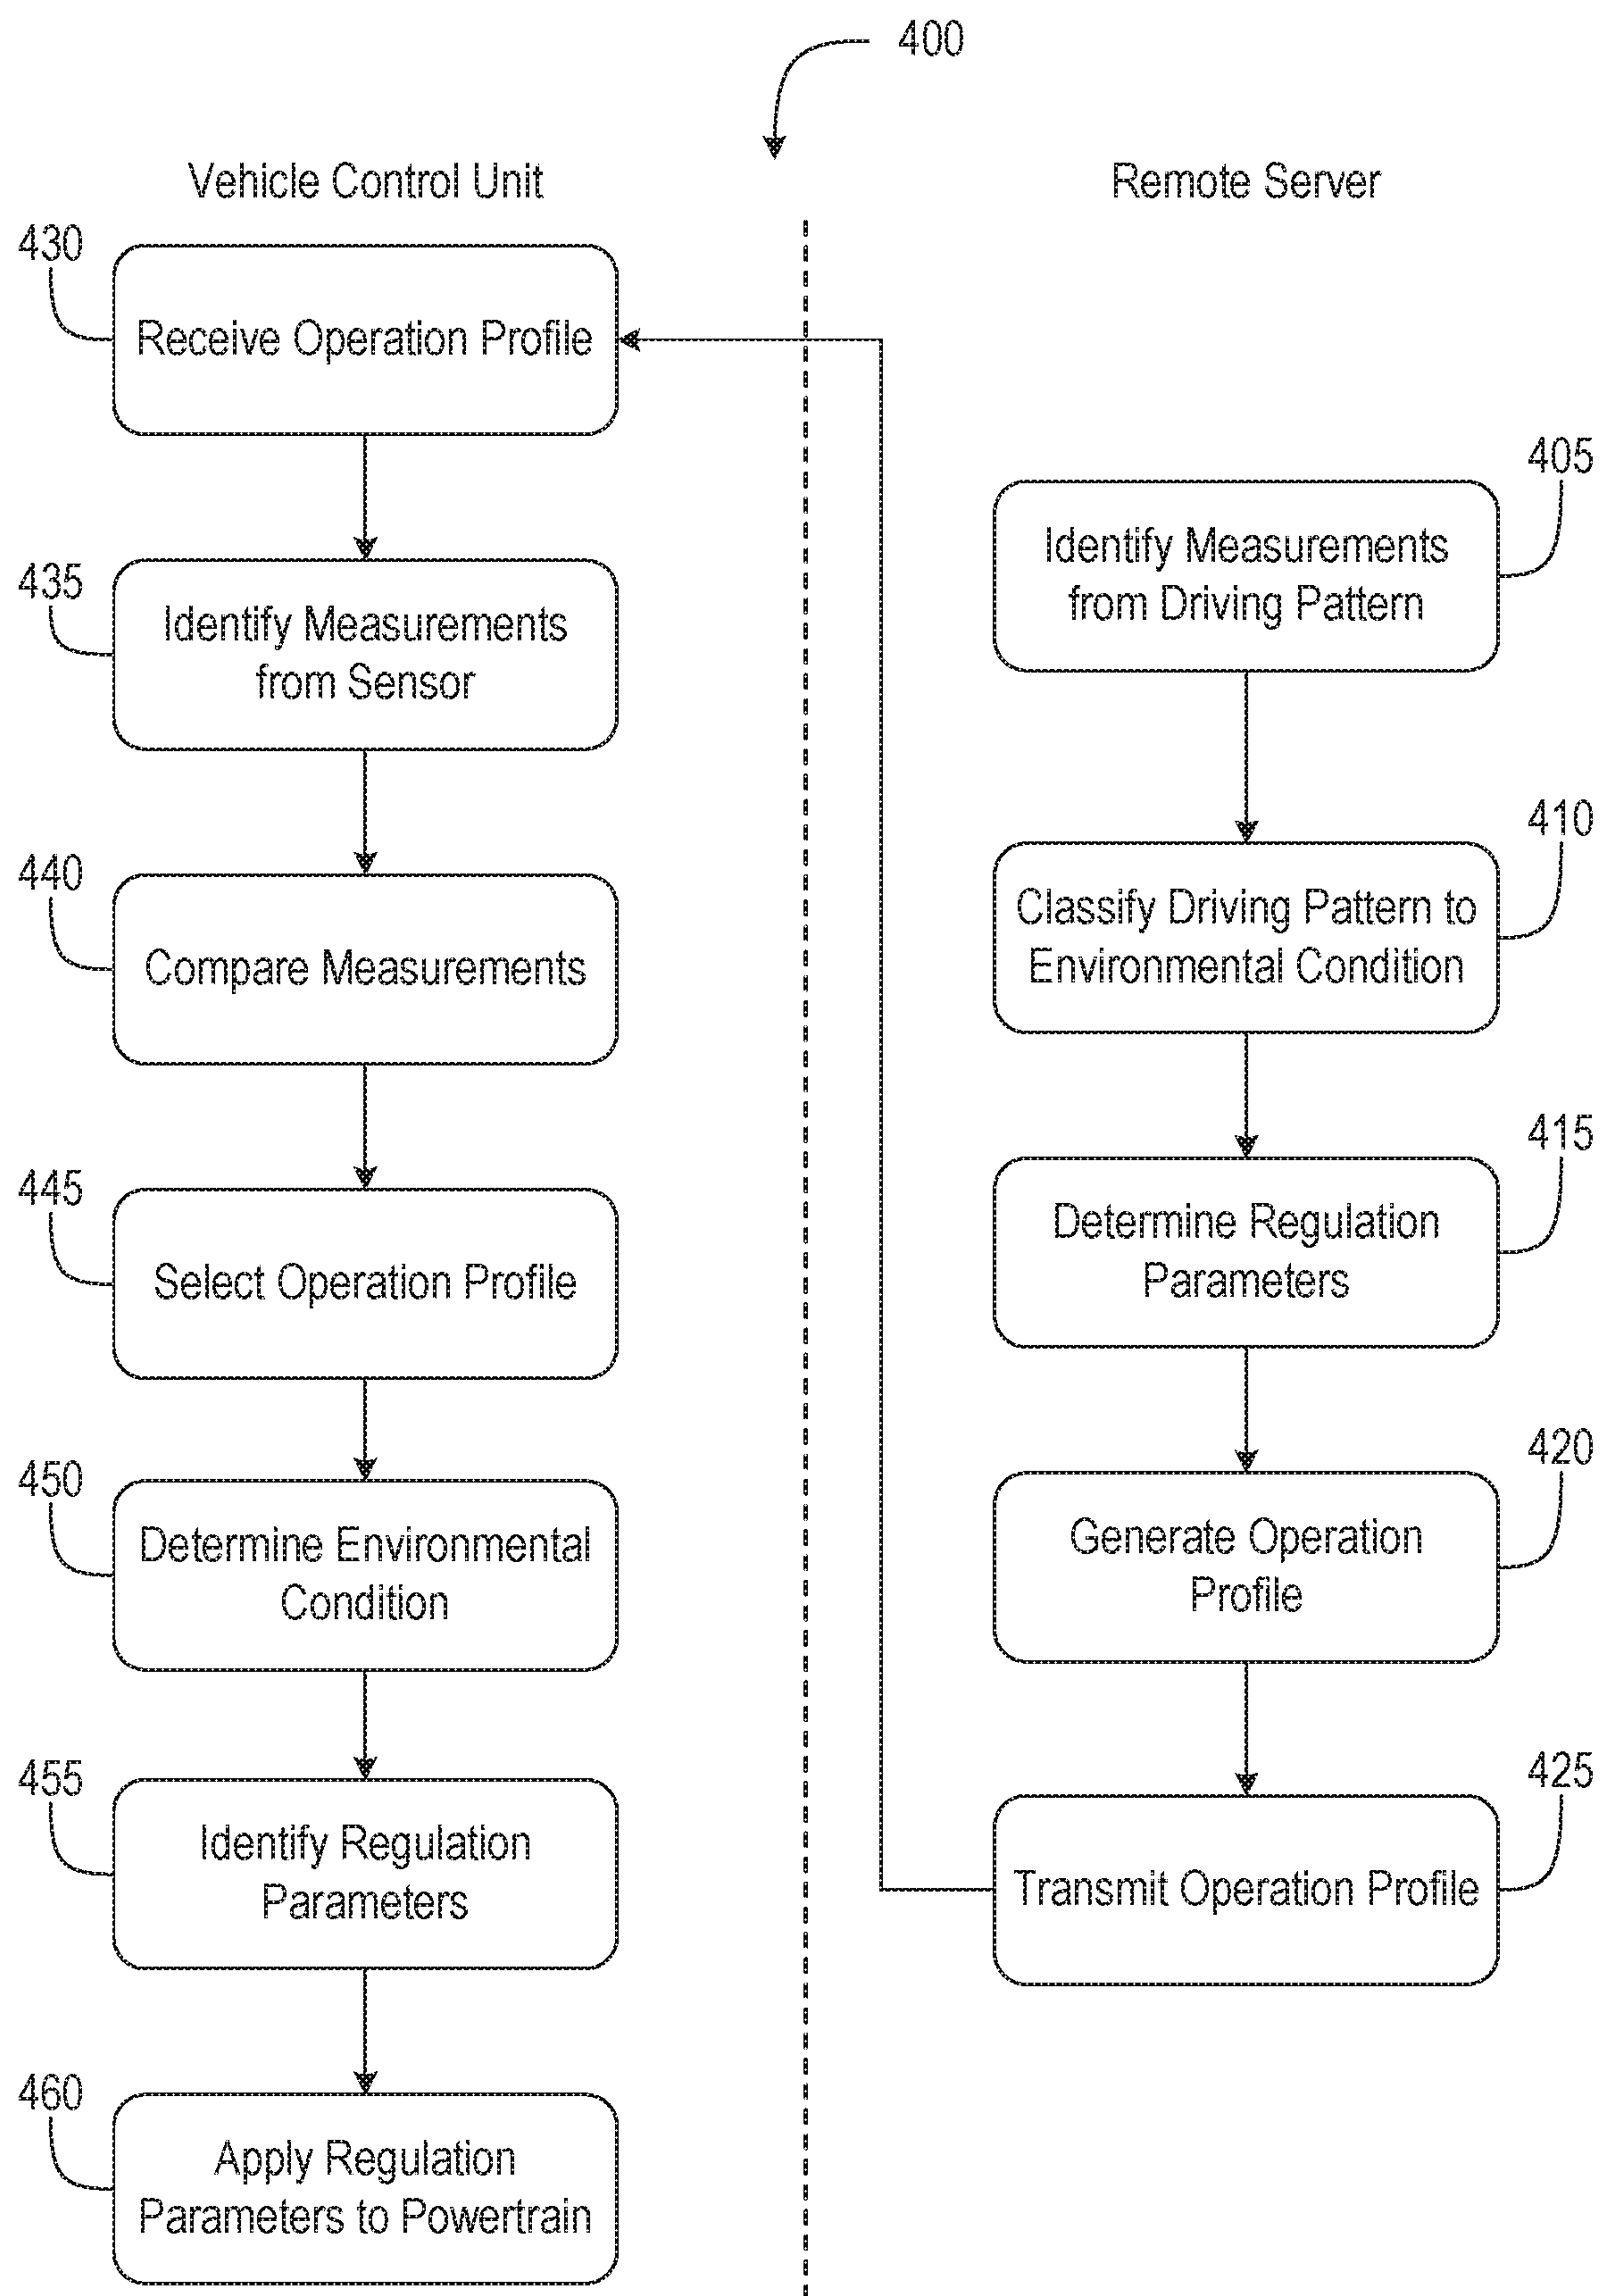 400
Vehicle Control Unit
Remote Server
430
Receive Operation Profile
435
Identify Measurements
from Sensor
440
Compare Measurements
445
Select Operation Profile
450
Determine Environmental
Condition
455
Identify Regulation
Parameters
460
Apply Regulation
Parameters to Powertrain
405
Identify Measurements
from Driving Pattern
410
Classify Driving Pattern to
Environmental Condition
415
Determine Regulation
Parameters
420
Generate Operation
Profile
425
Transmit Operation Profile